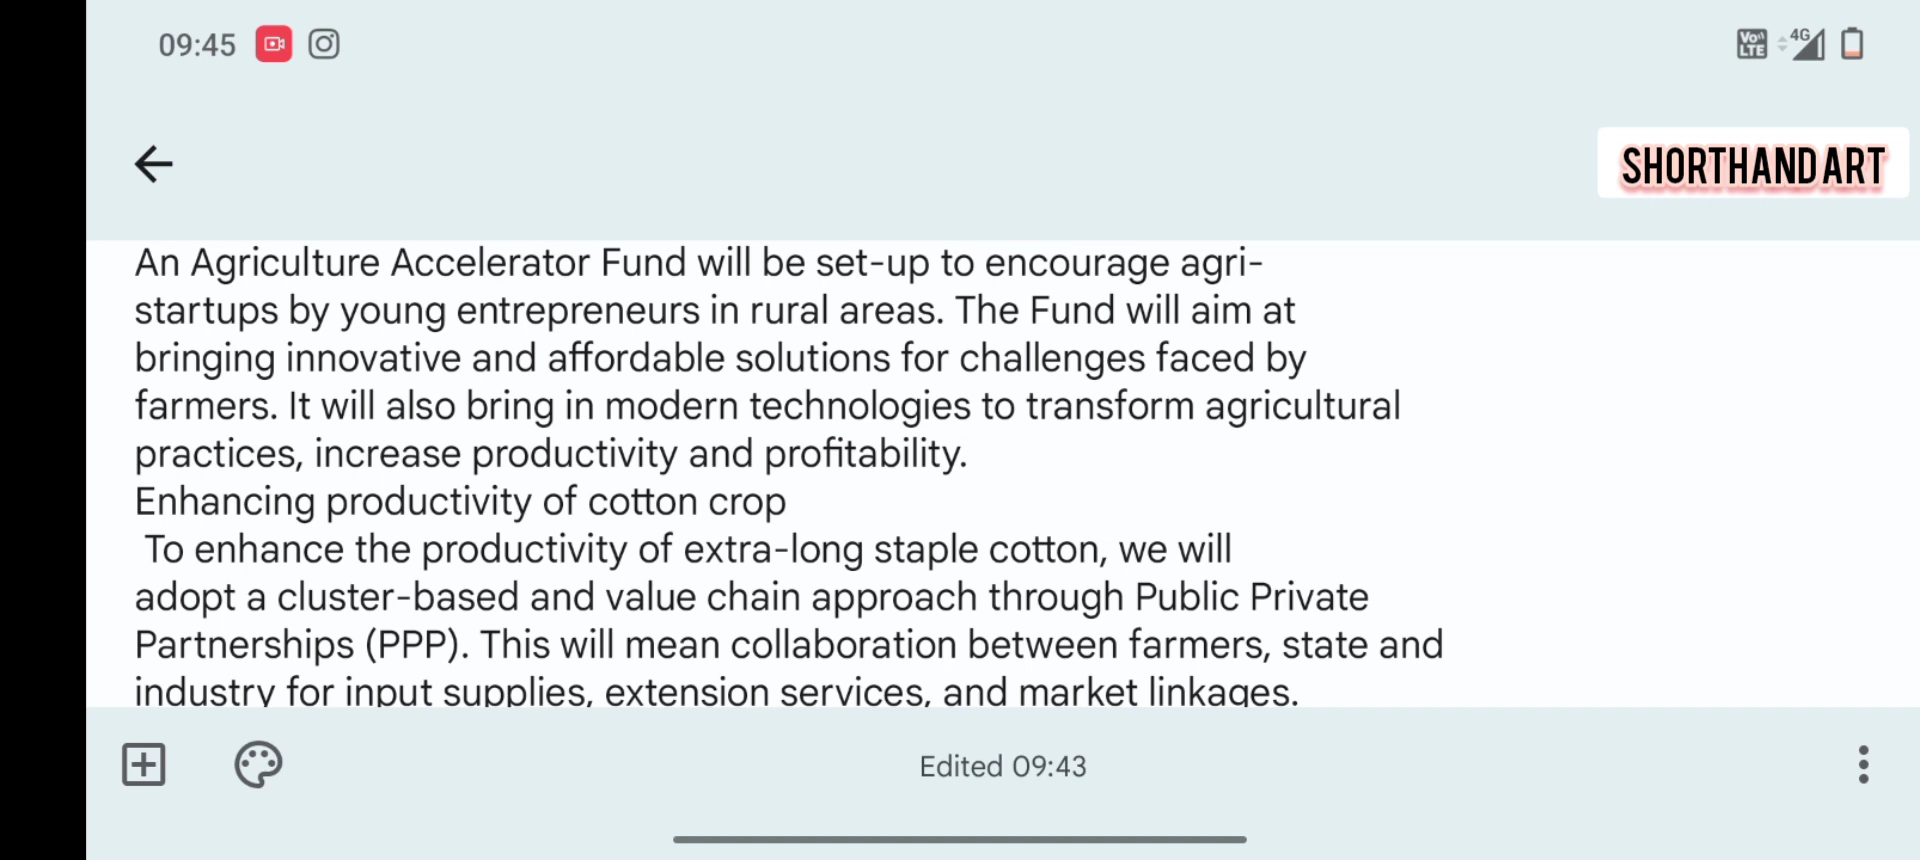 09:45
Vo LTE 4G
SHORTHAND ART
An Agriculture Accelerator Fund will be set-up to encourage agri-
startups by young entrepreneurs in rural areas. The Fund will aim at
bringing innovative and affordable solutions for challenges faced by
farmers. It will also bring in modern technologies to transform agricultural
practices, increase productivity and profitability.
Enhancing productivity of cotton crop
To enhance the productivity of extra-long staple cotton, we will
adopt a cluster-based and value chain approach through Public Private
Partnerships (PPP). This will mean collaboration between farmers, state and
industry for input supplies, extension services, and market linkages.
Edited 09:43